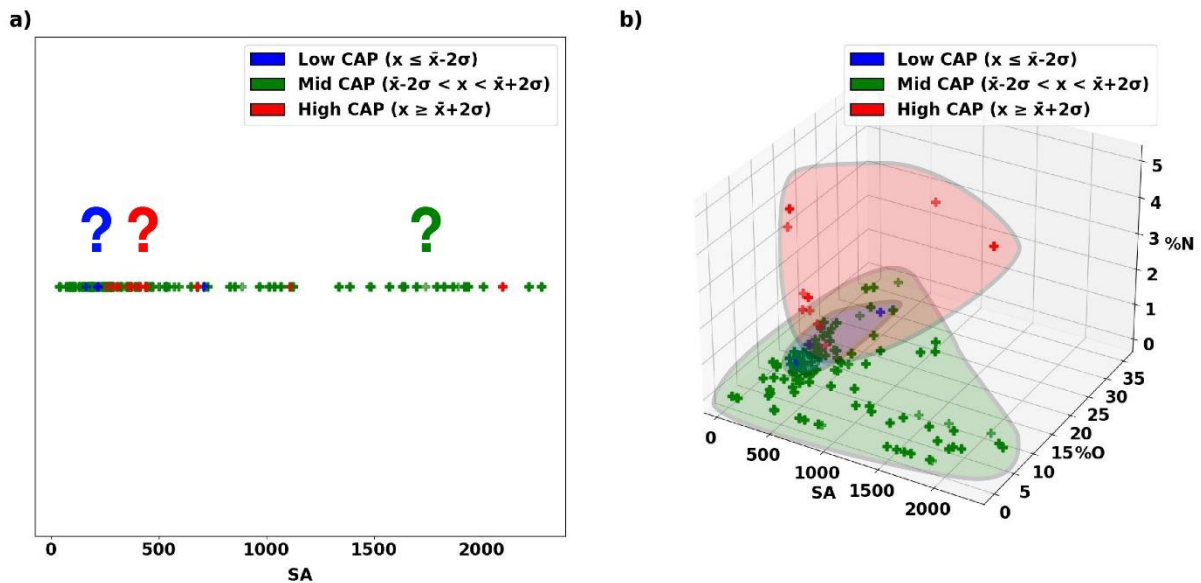 a)
Low CAP (x ≤ x̄-2σ)
Mid CAP (x̄-2σ < x < x̄+2σ)
High CAP (x ≥ x̄+2σ)
? ? ?
0 500 1000 1500 2000
SA
b)
Low CAP (x ≤ x̄-2σ)
Mid CAP (x̄-2σ < x < x̄+2σ)
High CAP (x ≥ x̄+2σ)
5
4
3
%N
2
1
0
35
30
25
20
15
%O
10
5
0
0
500
1000
SA
1500
2000